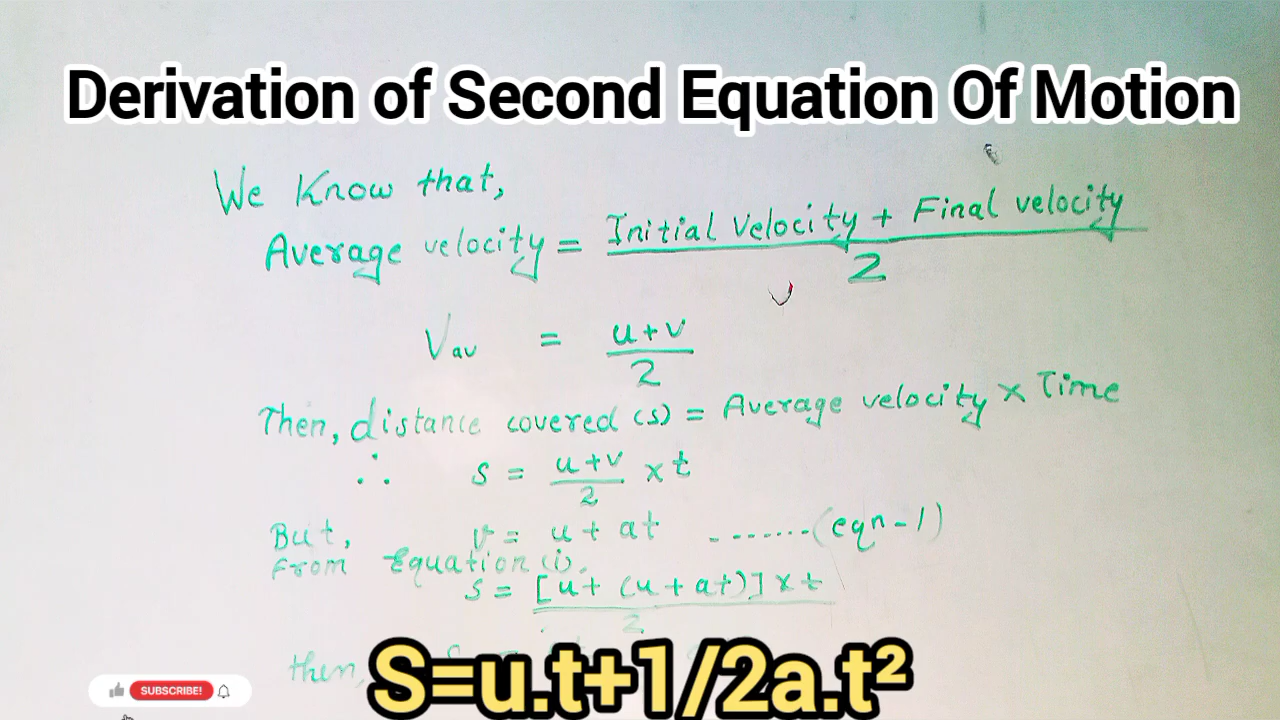 Derivation of Second Equation Of Motion
We Know that,
Average velocity = Initial Velocity + Final velocity
2
Vav = u+v
2
Then, distance covered (s) = Average velocity × Time
∴ s = u+v × t
2
But, v = u + at .......(eqn-1)
From Equation (i),
s = [u+ (u+at)] × t
2
then,
S=u.t+1/2a.t²
SUBSCRIBE!